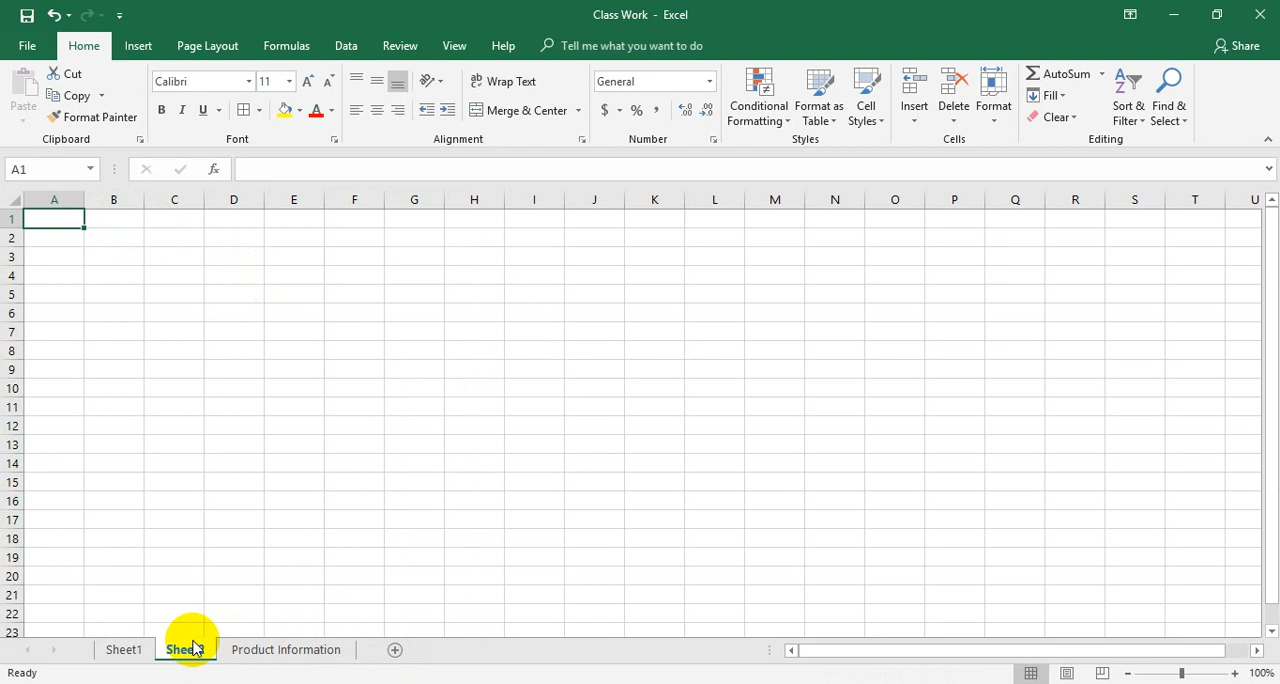 Class Work - Excel
File Home Insert Page Layout Formulas Data Review View Help Tell me what you want to do Share
Paste Cut Copy Format Painter Clipboard
Calibri 11 B I U A Font
Wrap Text Merge & Center Alignment
General $ % , Number
Conditional Formatting Format as Table Cell Styles Styles
Insert Delete Format Cells
AutoSum Fill Clear Sort & Filter Find & Select Editing
A1 fx
A B C D E F G H I J K L M N O P Q R S T U
1
2
3
4
5
6
7
8
9
10
11
12
13
14
15
16
17
18
19
20
21
22
23
Sheet1 Product Information
Ready 100%